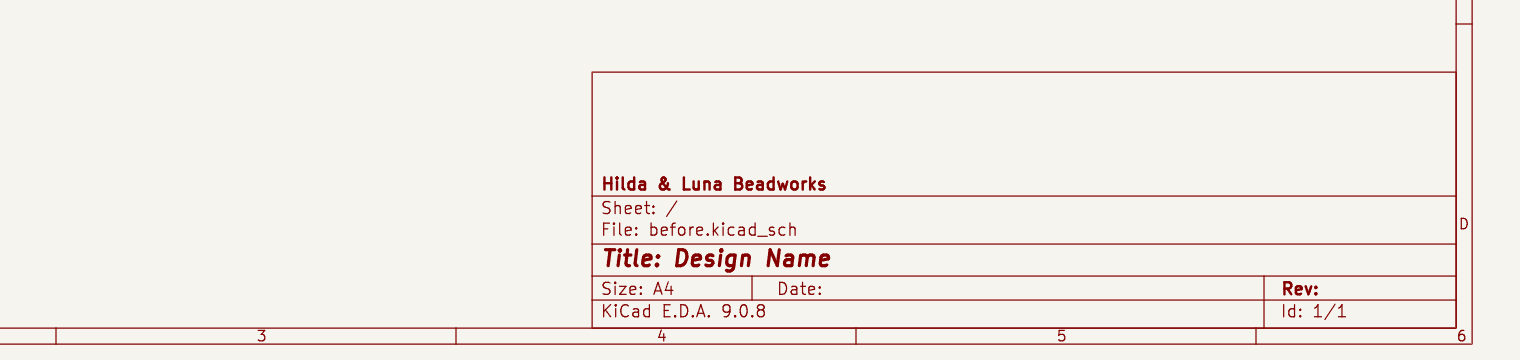 Hilda & Luna Beadworks
Sheet: /
File: before.kicad_sch
D
Title: Design Name
Size: A4 Date: Rev:
KiCad E.D.A. 9.0.8 Id: 1/1
3 4 5 6